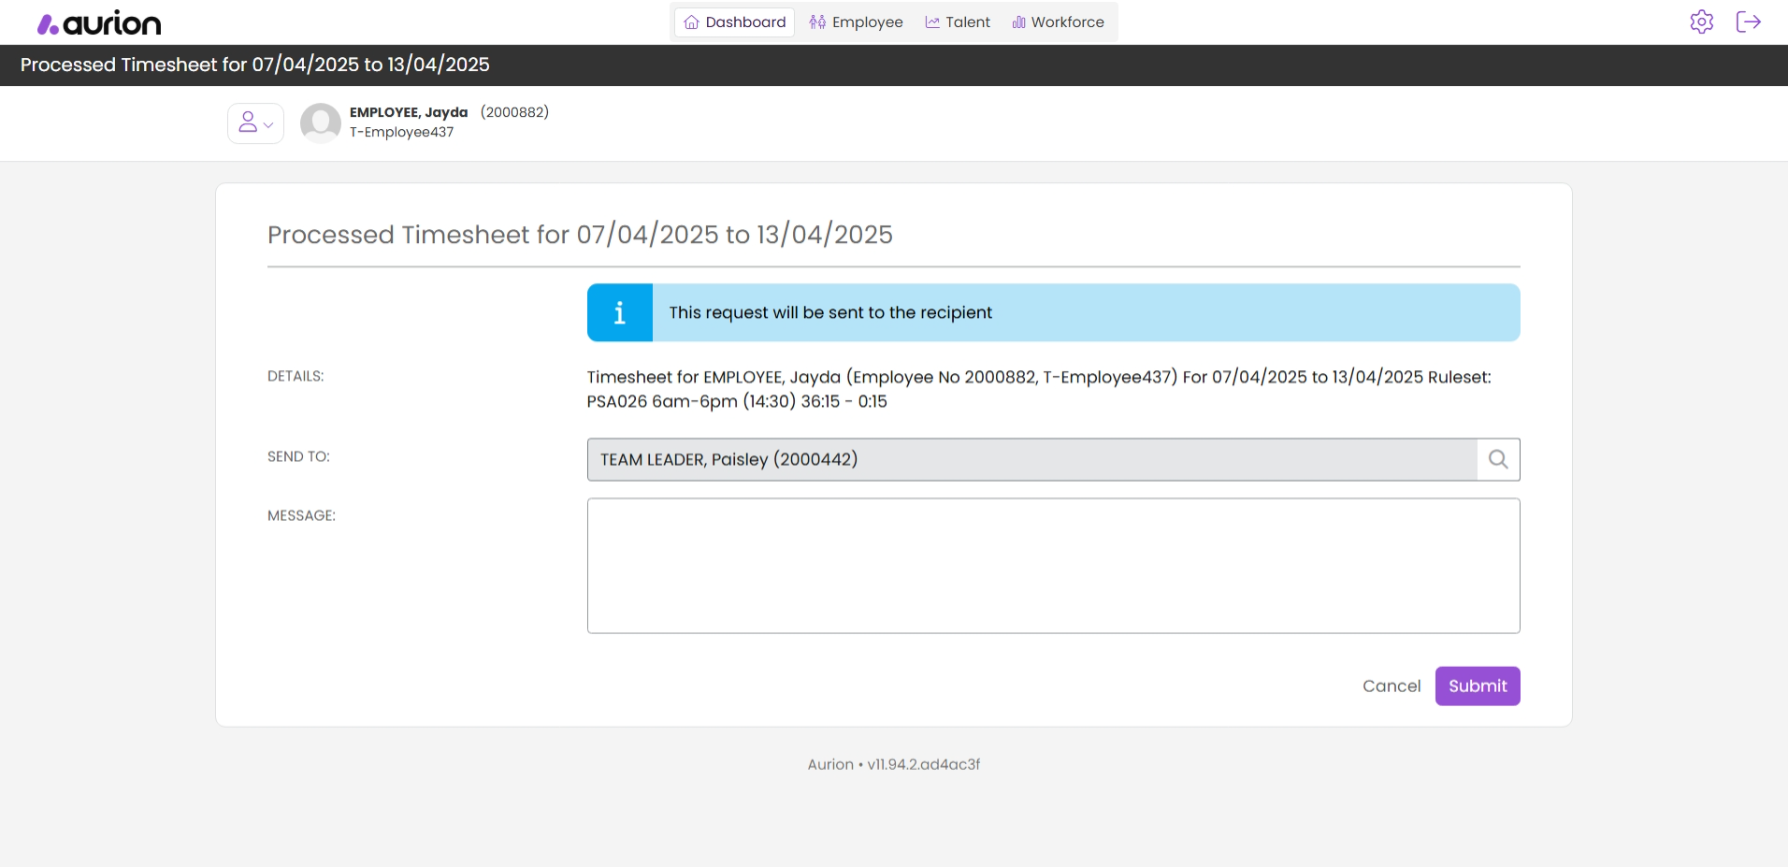 aurion
Dashboard
Employee
Talent
Workforce
Processed Timesheet for 07/04/2025 to 13/04/2025
EMPLOYEE, Jayda (2000882)
T-Employee437
Processed Timesheet for 07/04/2025 to 13/04/2025
i This request will be sent to the recipient
DETAILS:
Timesheet for EMPLOYEE, Jayda (Employee No 2000882, T-Employee437) For 07/04/2025 to 13/04/2025 Ruleset:
PSA026 6am-6pm (14:30) 36:15 - 0:15
SEND TO:
TEAM LEADER, Paisley (2000442)
MESSAGE:
Cancel
Submit
Aurion • v11.94.2.ad4ac3f